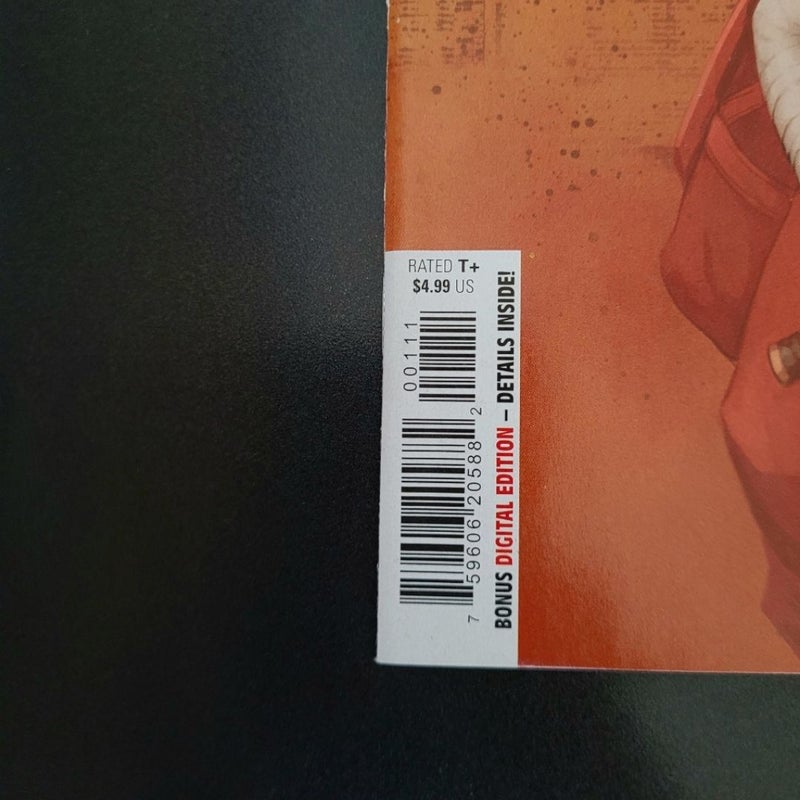 RATED T+
$4.99 US
00111
7 59606 20588 2
BONUS DIGITAL EDITION – DETAILS INSIDE!